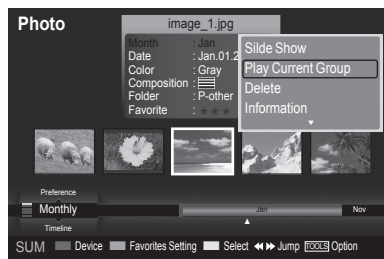 Photo
image_1.jpg
Month : Jan
Date : Jan.01.2
Color : Gray
Composition :
Folder : P-other
Favorite : ★ ★ ★
Silde Show
Play Current Group
Delete
Information
Preference
Monthly
Timeline
Jan
Nov
SUM Device Favorites Setting Select Jump TOOLS Option